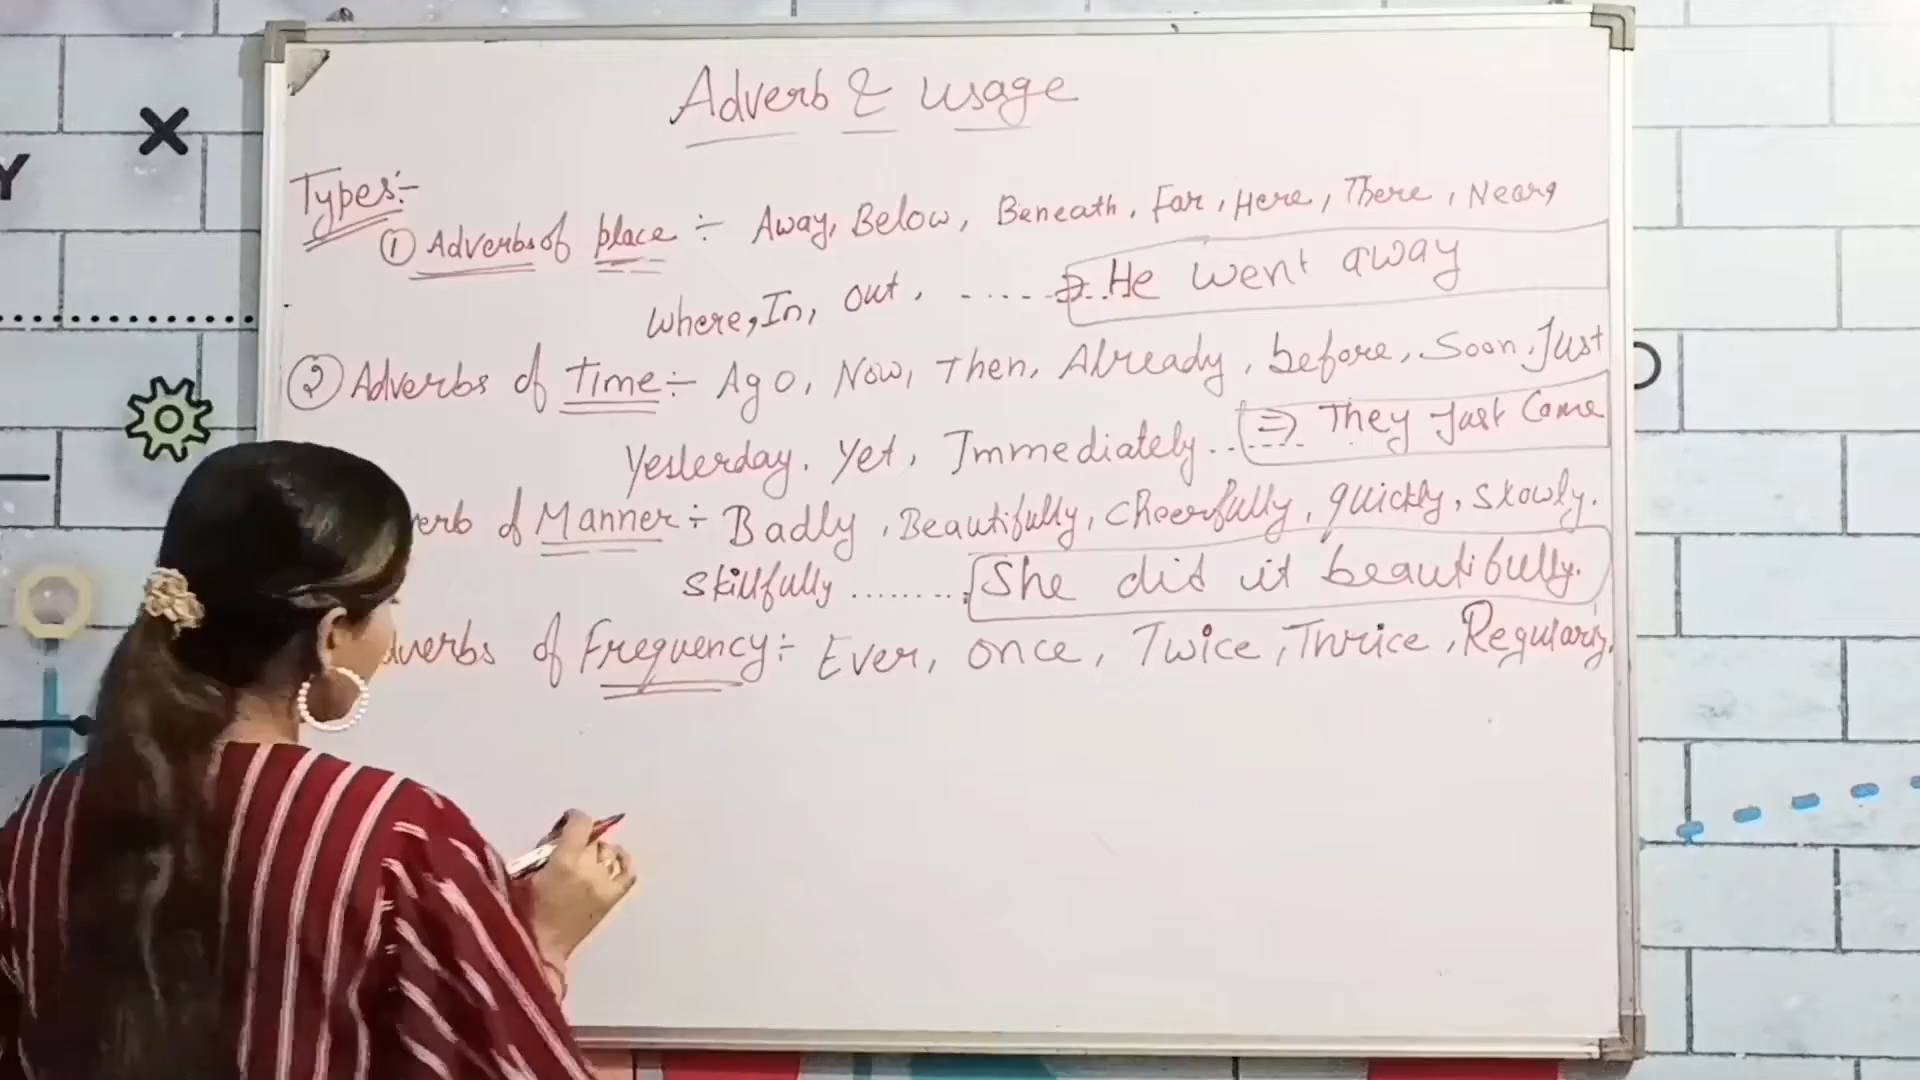 Adverb & usage
Types:-
① Adverbs of place ÷ Away, Below, Beneath, Far, Here, There, Near,
Where, In, out, ........ ⇒ He went away
② Adverbs of Time ÷ Ago, Now, Then, Already, before, Soon, Just
Yesterday, Yet, Immediately...... ⇒ They Just Came
erb of Manner ÷ Badly, Beautifully, cheerfully, quickly, slowly.
skillfully ......... She did it beautifully.
dverbs of Frequency ÷ Ever, once, Twice, Thrice, Regularly,
Y